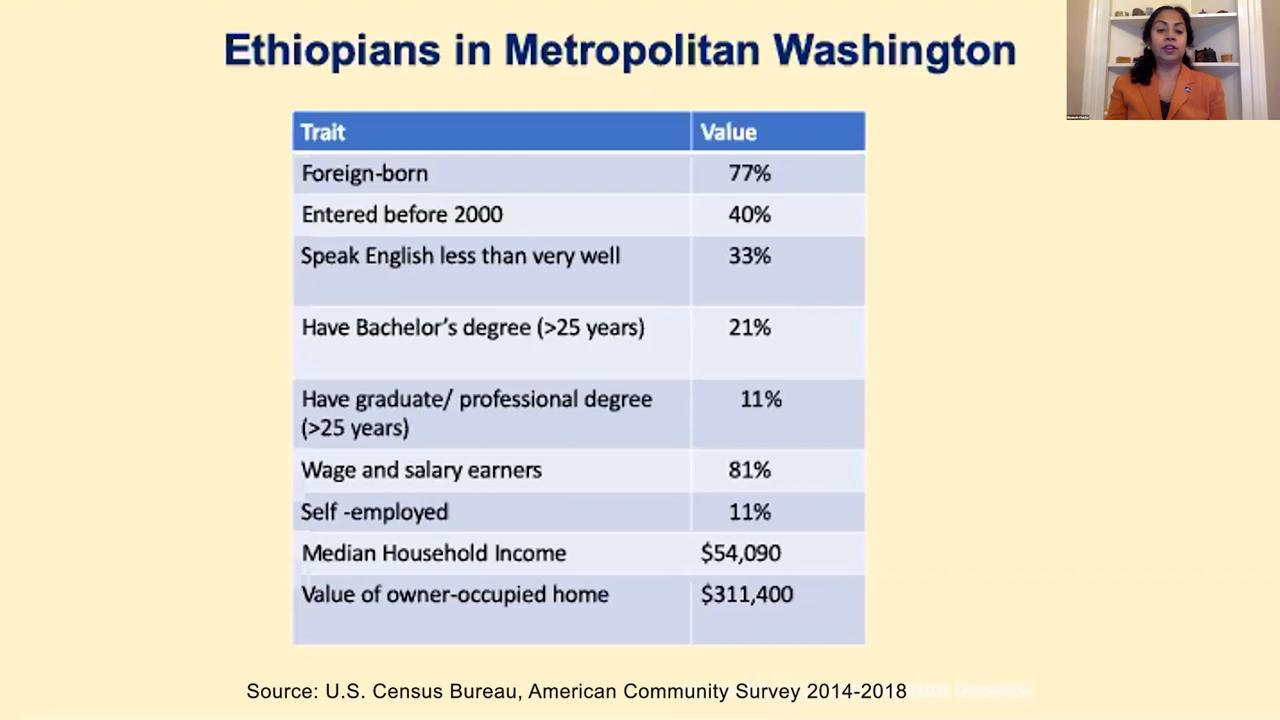 Ethiopians in Metropolitan Washington
Trait Value
Foreign-born 77%
Entered before 2000 40%
Speak English less than very well 33%
Have Bachelor's degree (>25 years) 21%
Have graduate/ professional degree 11%
(>25 years)
Wage and salary earners 81%
Self -employed 11%
Median Household Income $54,090
Value of owner-occupied home $311,400
Source: U.S. Census Bureau, American Community Survey 2014-2018